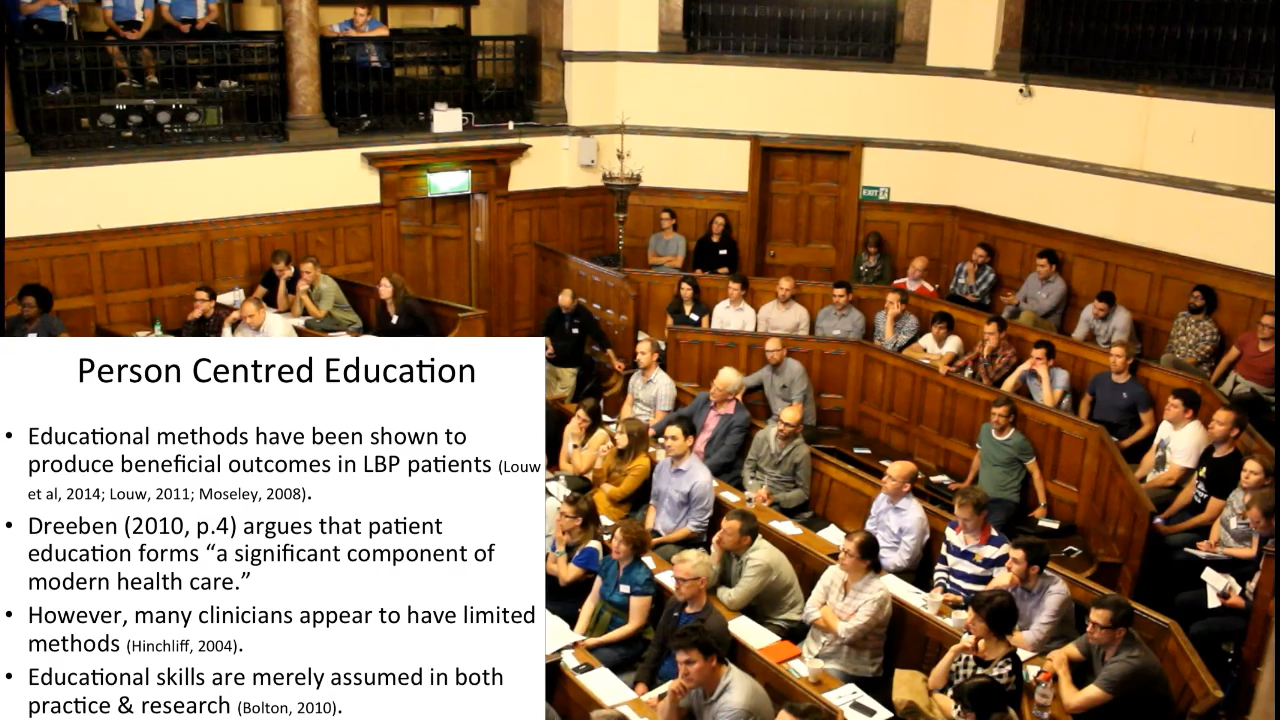 EXIT
Person Centred Education
• Educational methods have been shown to
produce beneficial outcomes in LBP patients (Louw
et al, 2014; Louw, 2011; Moseley, 2008).
• Dreeben (2010, p.4) argues that patient
education forms “a significant component of
modern health care.”
• However, many clinicians appear to have limited
methods (Hinchliff, 2004).
• Educational skills are merely assumed in both
practice & research (Bolton, 2010).